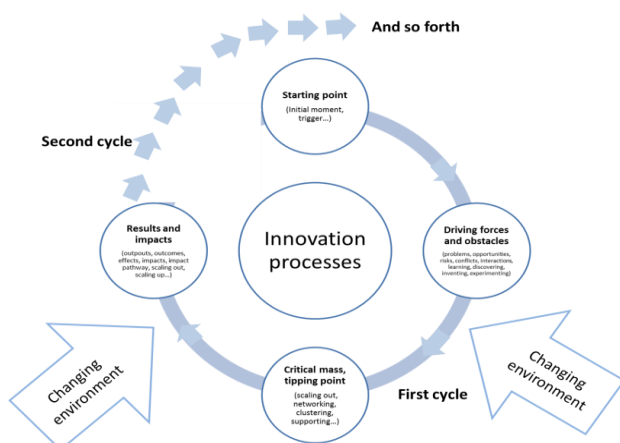 And so forth
Starting point
(Initial moment,
trigger...)
Second cycle
Results and
impacts
(outpouts, outcomes,
effects, impacts, impact
pathway, scaling out,
scaling up...)
Innovation
processes
Driving forces
and obstacles
(problems, opportunities,
risks, conflicts, interactions,
learning, discovering,
inventing, experimenting)
Changing
environment
Critical mass,
tipping point
(scaling out,
networking,
clustering,
supporting...)
First cycle
Changing
environment